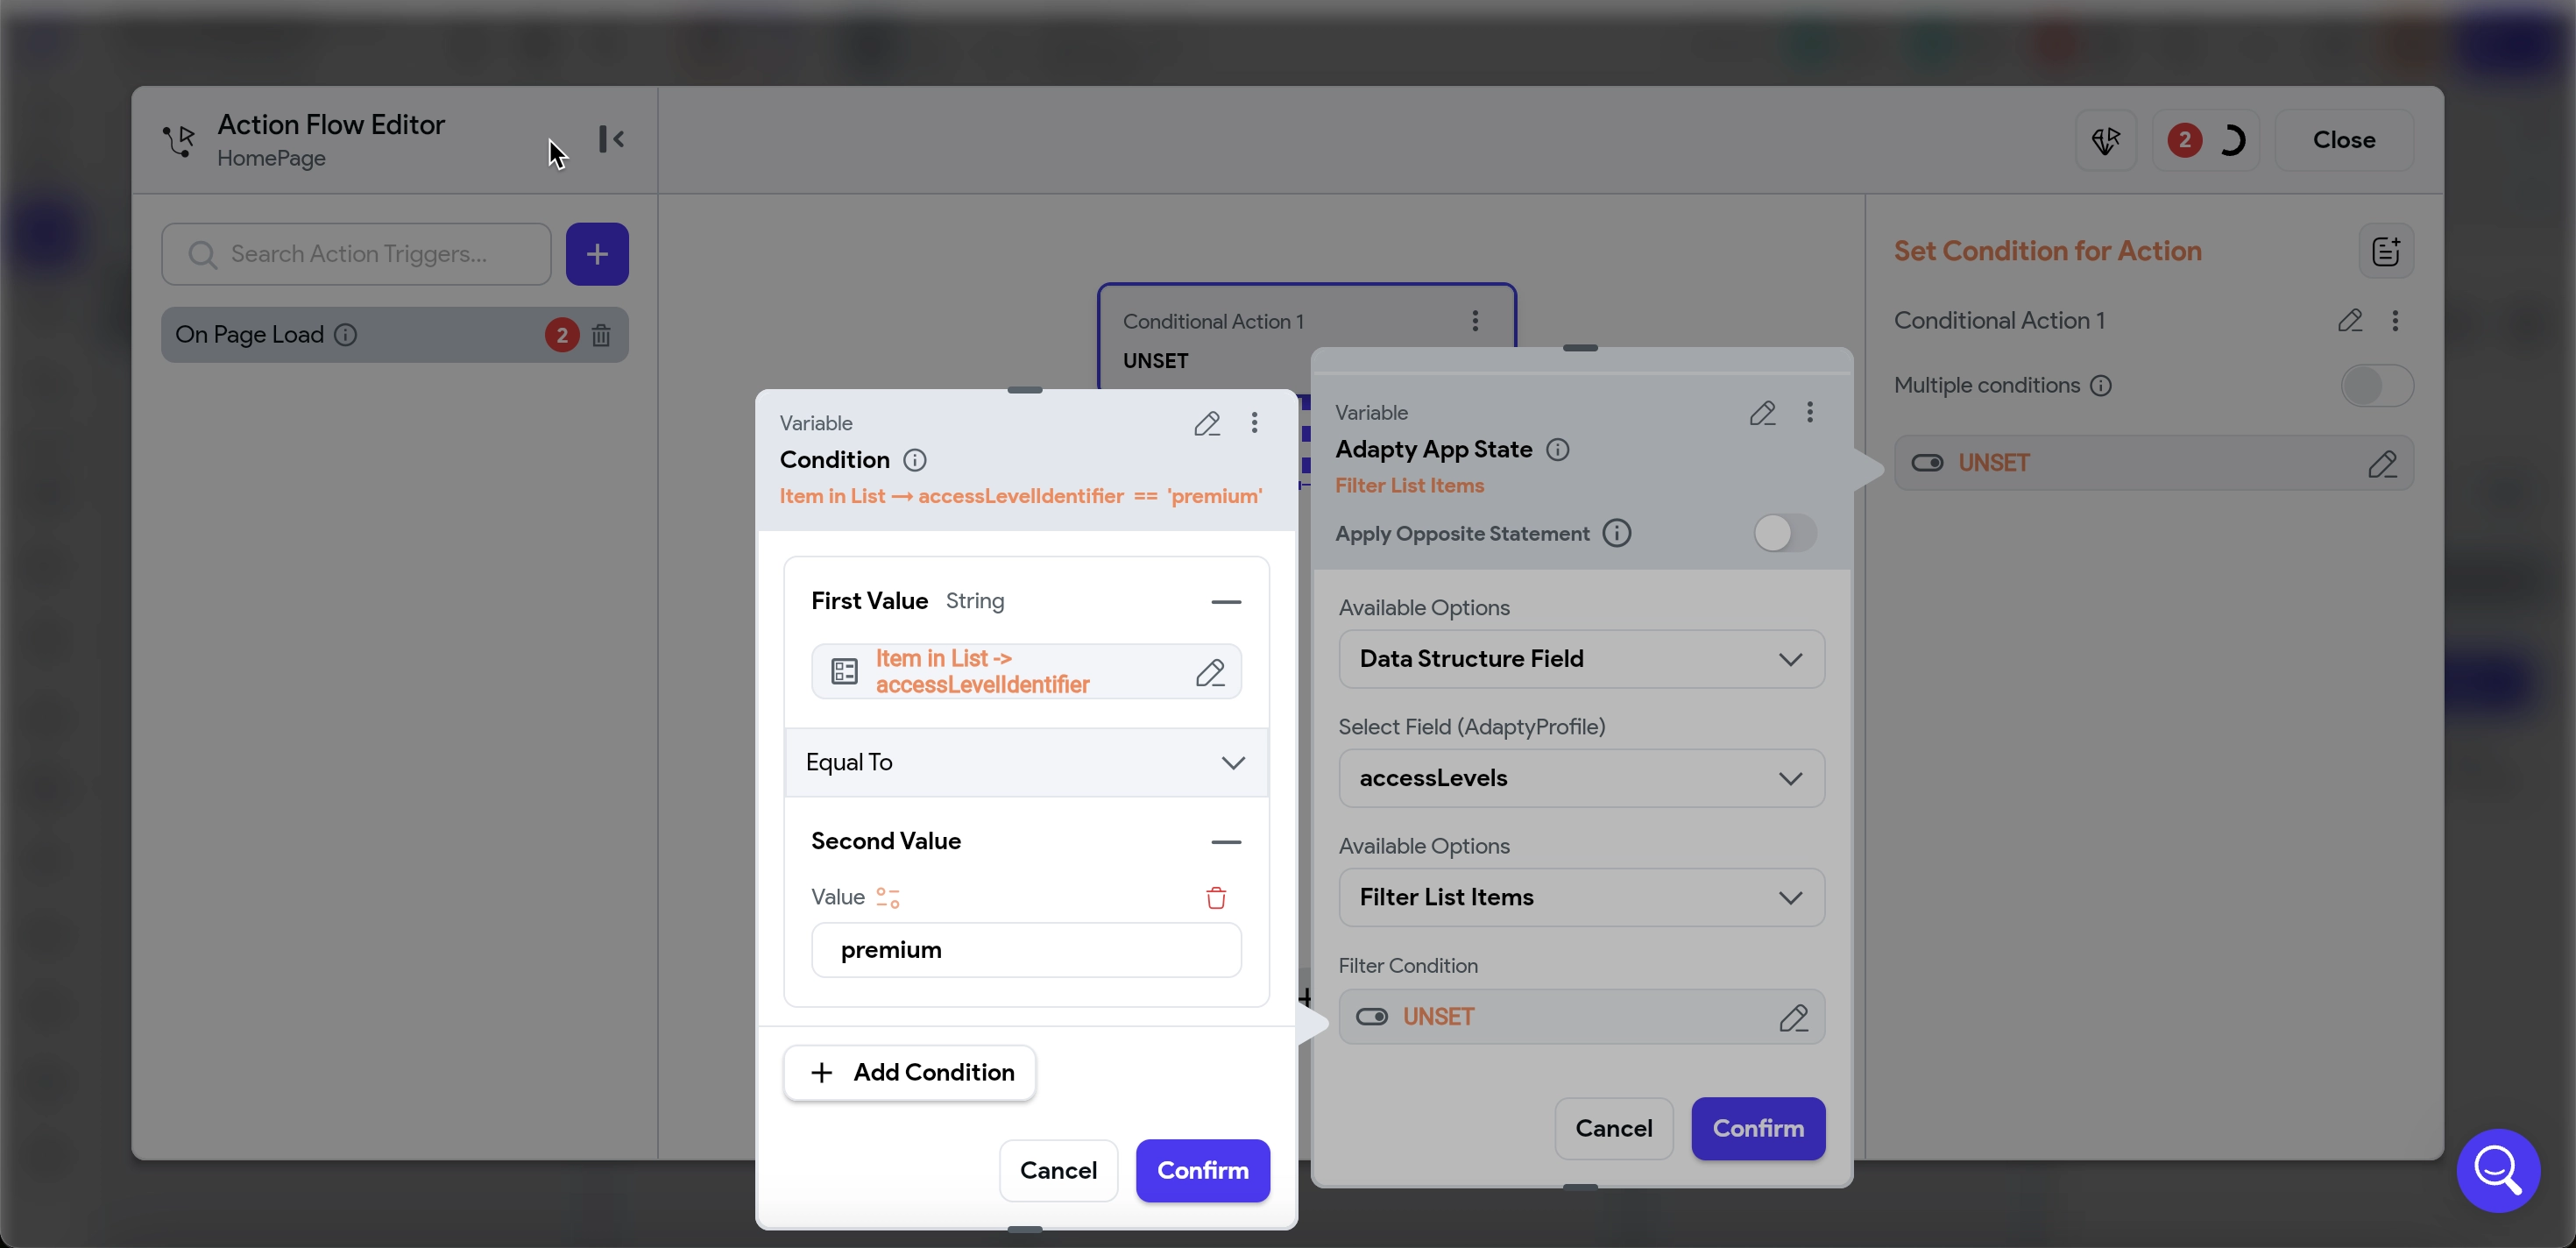 Action Flow Editor
HomePage
2
Close
Search Action Triggers...
+
On Page Load
2
Conditional Action 1
UNSET
Set Condition for Action
Conditional Action 1
Multiple conditions
UNSET
Variable
Condition
Item in List → accessLevelIdentifier == 'premium'
First Value String
Item in List ->
accessLevelIdentifier
Equal To
Second Value
Value
premium
+ Add Condition
Cancel
Confirm
Variable
Adapty App State
Filter List Items
Apply Opposite Statement
Available Options
Data Structure Field
Select Field (AdaptyProfile)
accessLevels
Available Options
Filter List Items
Filter Condition
UNSET
Cancel
Confirm